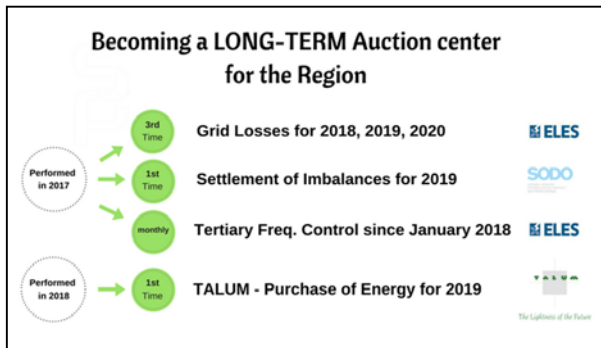 Becoming a LONG-TERM Auction center
for the Region
3rd
Time
Grid Losses for 2018, 2019, 2020
ELES
Performed
in 2017
1st
Time
Settlement of Imbalances for 2019
SODO
monthly
Tertiary Freq. Control since January 2018
ELES
Performed
in 2018
1st
Time
TALUM - Purchase of Energy for 2019
TALUM
The Lightness of the Future